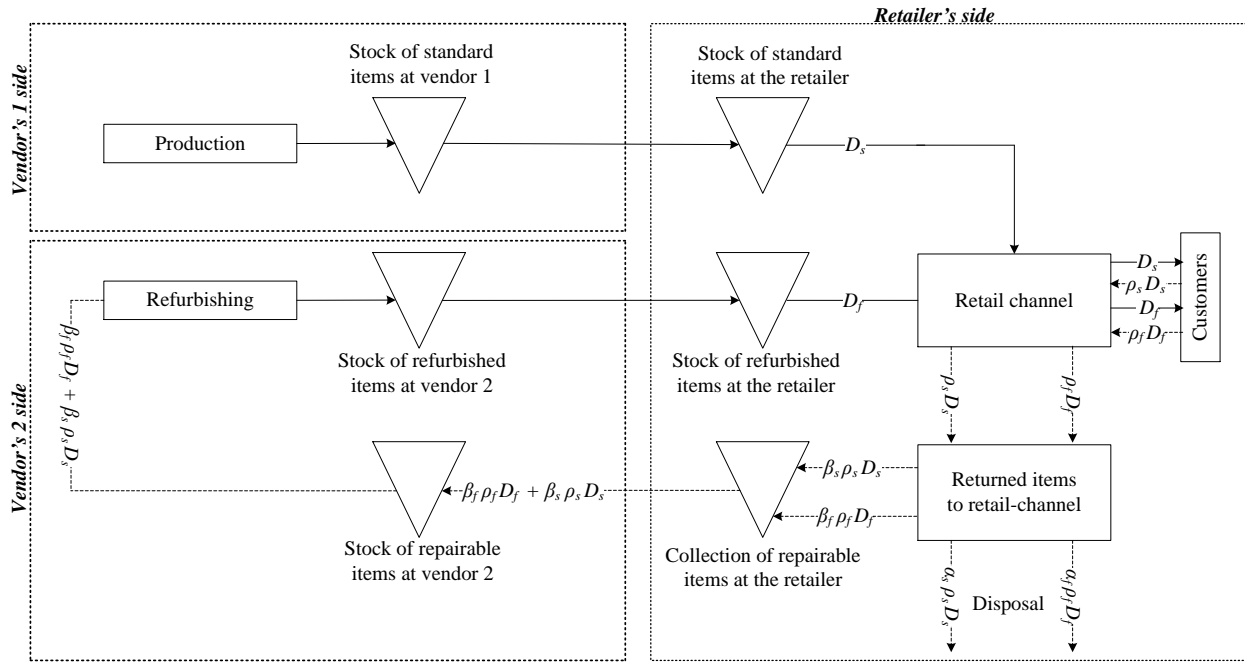 Retailer's side
Vendor's 1 side
Stock of standard
items at vendor 1
Stock of standard
items at the retailer
Production
D_s
Vendor's 2 side
Refurbishing
Stock of refurbished
items at vendor 2
D_f
Stock of refurbished
items at the retailer
Retail channel
D_s
ρ_s D_s
D_f
ρ_f D_f
Customers
β_f ρ_f D_f + β_s ρ_s D_s
ρ_s D_s
ρ_f D_f
β_s ρ_s D_s
β_f ρ_f D_f + β_s ρ_s D_s
β_f ρ_f D_f
Returned items
to retail-channel
Stock of repairable
items at vendor 2
Collection of repairable
items at the retailer
α_s ρ_s D_s
Disposal
α_f ρ_f D_f